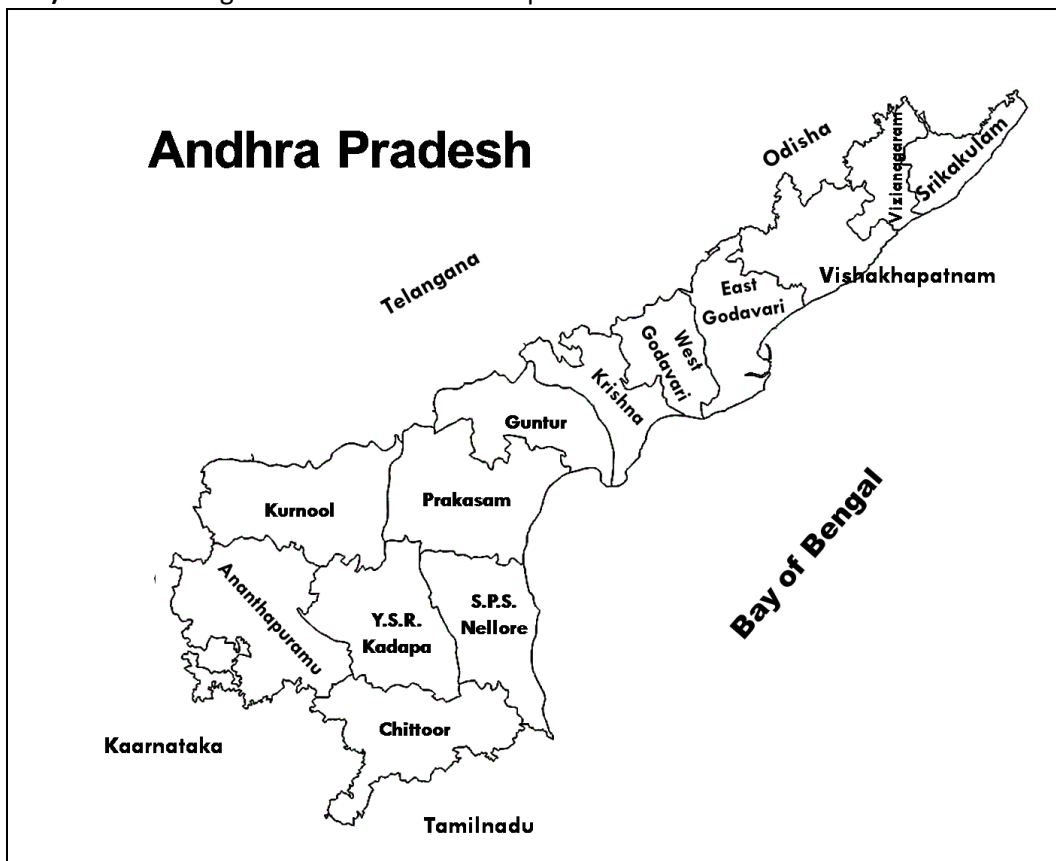 Andhra Pradesh
Odisha
Vizianagaram
Srikakulam
Telangana
Vishakhapatnam
East
Godavari
West
Godavari
Krishna
Guntur
Kurnool
Prakasam
Bay of Bengal
Ananthapuramu
Y.S.R.
Kadapa
S.P.S.
Nellore
Chittoor
Kaarnataka
Tamilnadu